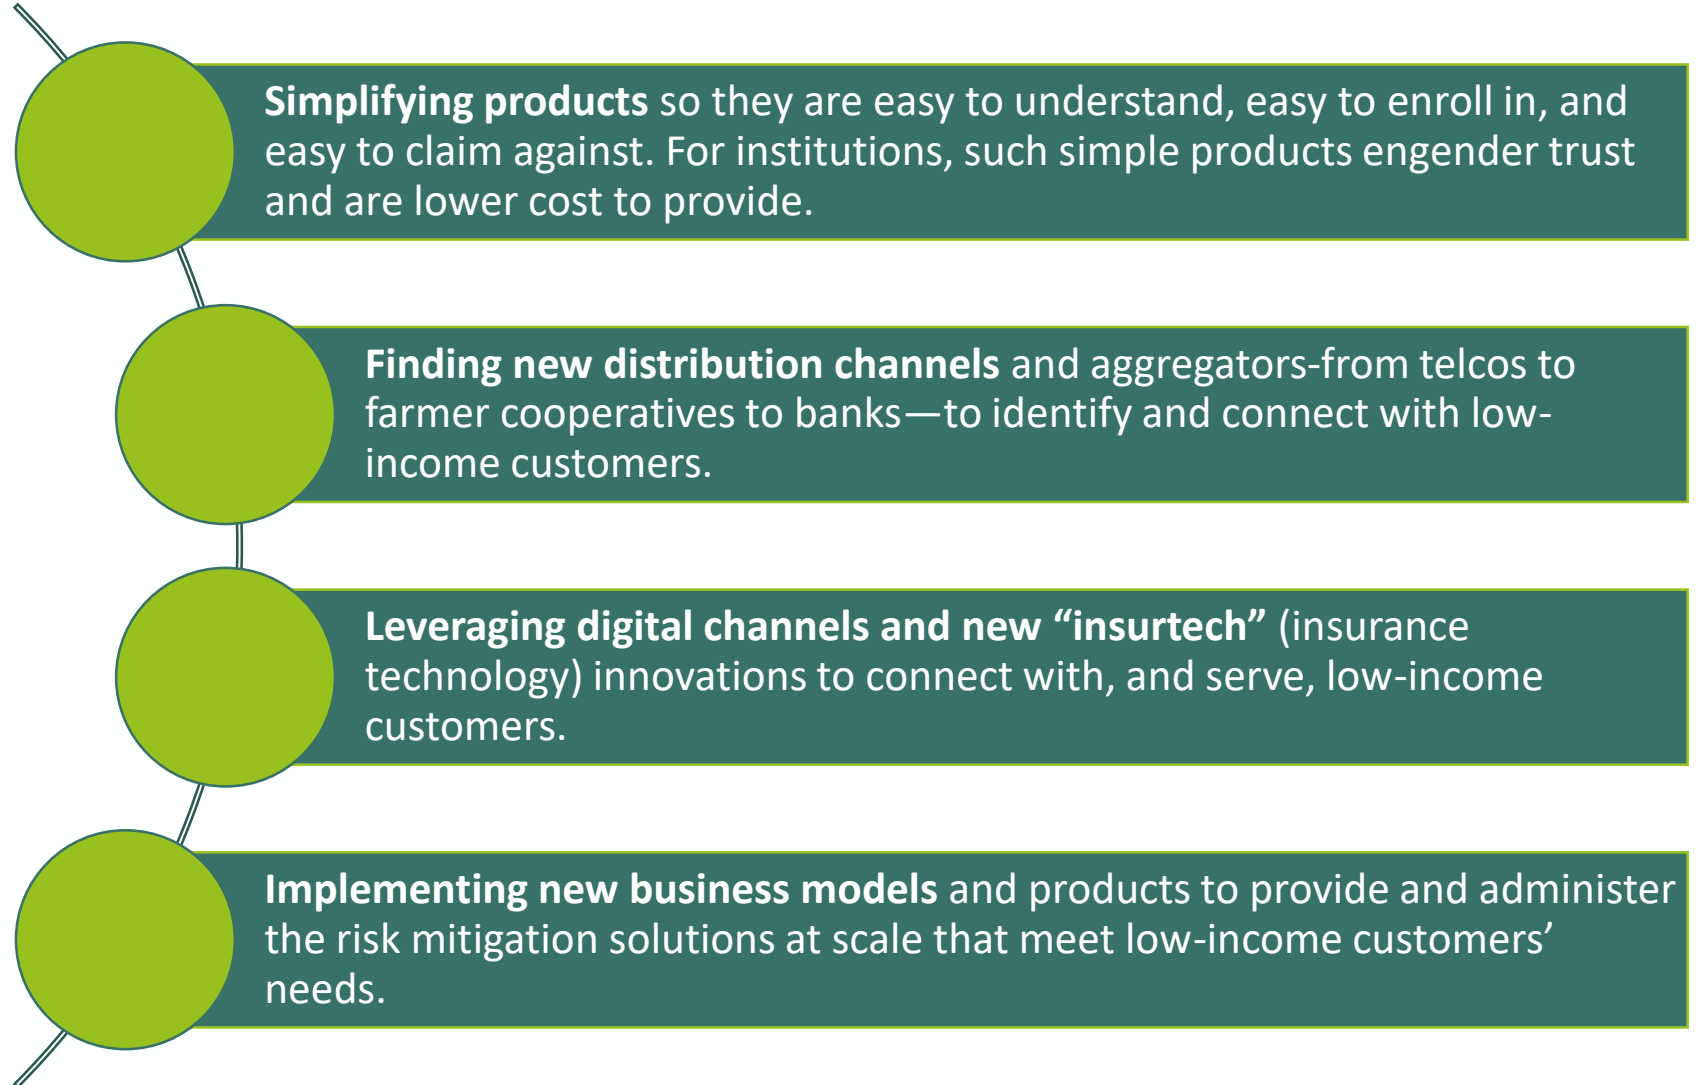 Simplifying products so they are easy to understand, easy to enroll in, and
easy to claim against. For institutions, such simple products engender trust
and are lower cost to provide.
Finding new distribution channels and aggregators-from telcos to
farmer cooperatives to banks—to identify and connect with low-
income customers.
Leveraging digital channels and new “insurtech” (insurance
technology) innovations to connect with, and serve, low-income
customers.
Implementing new business models and products to provide and administer
the risk mitigation solutions at scale that meet low-income customers’
needs.